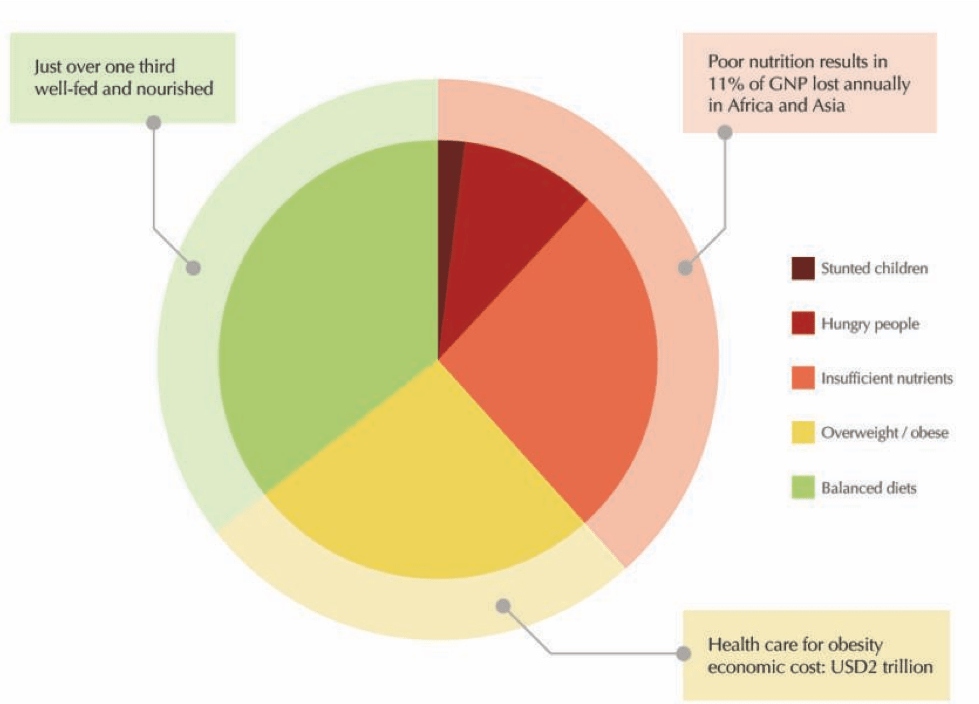 Just over one third
well-fed and nourished
Poor nutrition results in
11% of GNP lost annually
in Africa and Asia
Stunted children
Hungry people
Insufficient nutrients
Overweight / obese
Balanced diets
Health care for obesity
economic cost: USD2 trillion